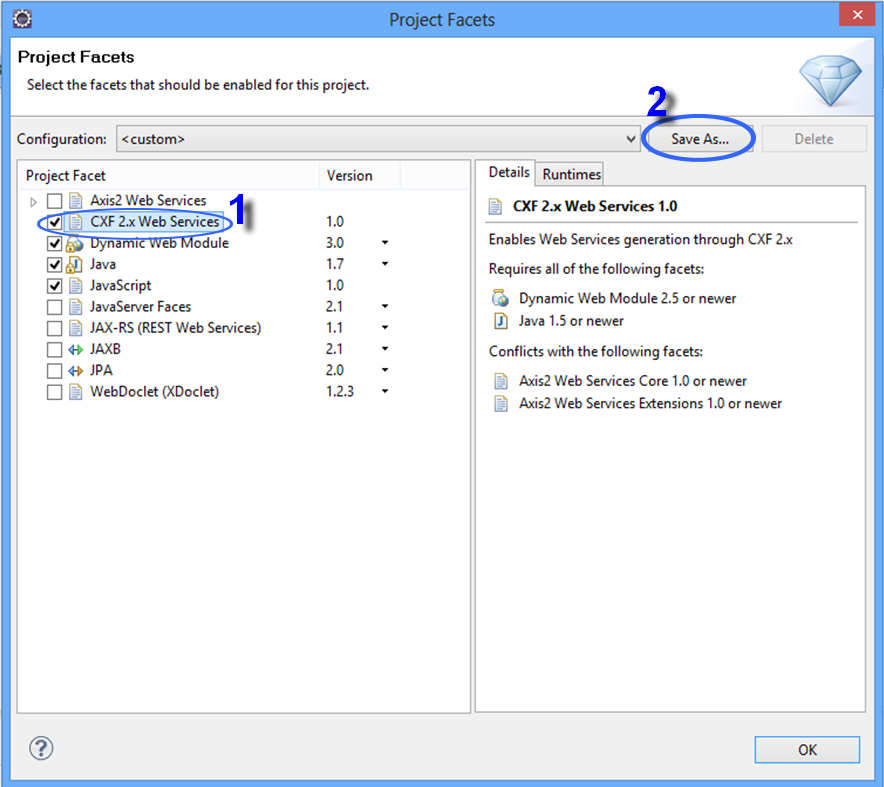 Project Facets
Project Facets
Select the facets that should be enabled for this project.
2
Configuration: <custom> Save As... Delete
Project Facet Version
Axis2 Web Services
1
CXF 2.x Web Services 1.0
Dynamic Web Module 3.0
Java 1.7
JavaScript 1.0
JavaServer Faces 2.1
JAX-RS (REST Web Services) 1.1
JAXB 2.1
JPA 2.0
WebDoclet (XDoclet) 1.2.3
Details Runtimes
CXF 2.x Web Services 1.0
Enables Web Services generation through CXF 2.x
Requires all of the following facets:
Dynamic Web Module 2.5 or newer
Java 1.5 or newer
Conflicts with the following facets:
Axis2 Web Services Core 1.0 or newer
Axis2 Web Services Extensions 1.0 or newer
OK